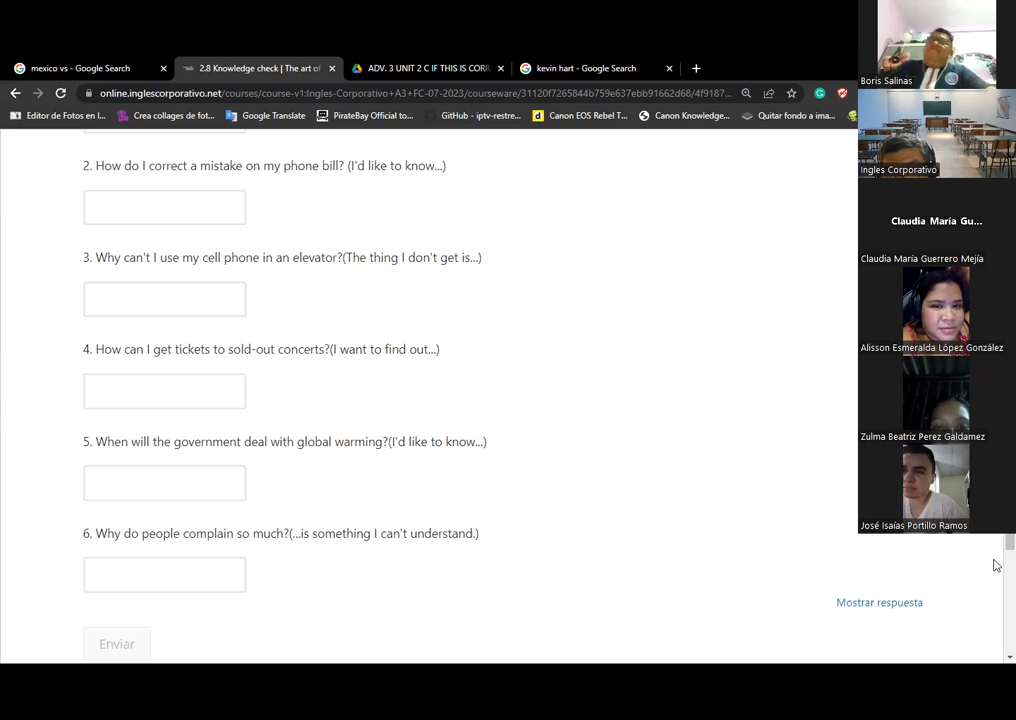 Boris Salinas
mexico vs - Google Search
2.8 Knowledge check | The art of
ADV. 3 UNIT 2 C IF THIS IS CORR
kevin hart - Google Search
online.inglescorporativo.net/courses/course-v1:Ingles-Corporativo+A3+FC-07-2023/courseware/31120f7265844b759e637ebb91662d68/4f9187...
Editor de Fotos en l...
Crea collages de fot...
Google Translate
PirateBay Official to...
GitHub - iptv-restre...
Canon EOS Rebel T...
Canon Knowledge...
Quitar fondo a ima...
2. How do I correct a mistake on my phone bill? (I'd like to know...)
Ingles Corporativo
Claudia María Gu...
3. Why can't I use my cell phone in an elevator?(The thing I don't get is...)
Claudia María Guerrero Mejía
4. How can I get tickets to sold-out concerts?(I want to find out...)
Alisson Esmeralda López González
5. When will the government deal with global warming?(I'd like to know...)
Zulma Beatriz Perez Galdamez
6. Why do people complain so much?(...is something I can't understand.)
José Isaías Portillo Ramos
Mostrar respuesta
Enviar